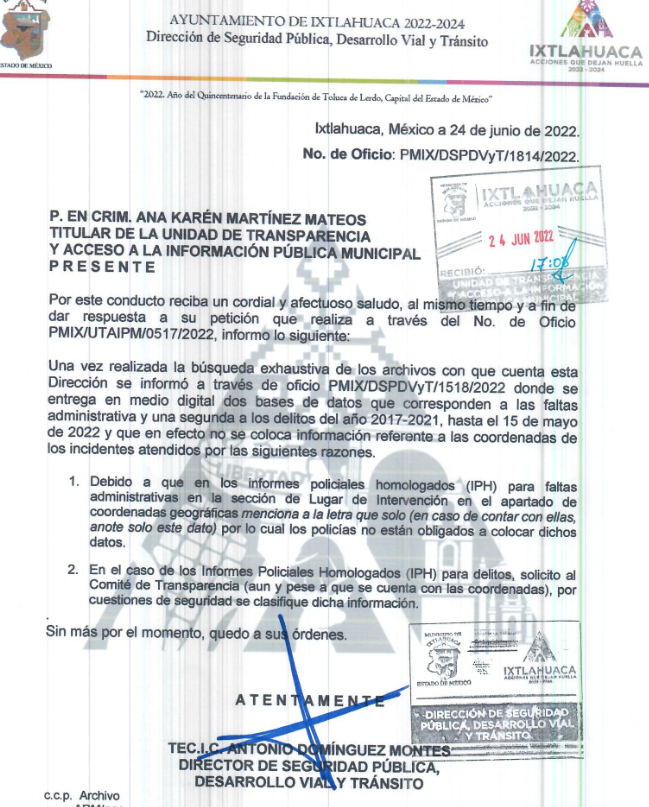 AYUNTAMIENTO DE IXTLAHUACA 2022-2024
Dirección de Seguridad Pública, Desarrollo Vial y Tránsito
ESTADO DE MÉXICO
IXTLAHUACA
ACCIONES QUE DEJAN HUELLA
2022 - 2024
"2022. Año del Quincentenario de la Fundación de Toluca de Lerdo, Capital del Estado de México"
Ixtlahuaca, México a 24 de junio de 2022.
No. de Oficio: PMIX/DSPDVyT/1814/2022.
IXTLAHUACA
ACCIONES QUE DEJAN HUELLA
2022 - 2024
24 JUN 2022
17:08
RECIBIÓ:
UNIDAD DE TRANSPARENCIA
Y ACCESO A LA INFORMACIÓN
MUNICIPAL
P. EN CRIM. ANA KARÉN MARTÍNEZ MATEOS
TITULAR DE LA UNIDAD DE TRANSPARENCIA
Y ACCESO A LA INFORMACIÓN PÚBLICA MUNICIPAL
P R E S E N T E
Por este conducto reciba un cordial y afectuoso saludo, al mismo tiempo y a fin de
dar respuesta a su petición que realiza a través del No. de Oficio
PMIX/UTAIPM/0517/2022, informo lo siguiente:
Una vez realizada la búsqueda exhaustiva de los archivos con que cuenta esta
Dirección se informó a través de oficio PMIX/DSPDVyT/1518/2022 donde se
entrega en medio digital dos bases de datos que corresponden a las faltas
administrativa y una segunda a los delitos del año 2017-2021, hasta el 15 de mayo
de 2022 y que en efecto no se coloca información referente a las coordenadas de
los incidentes atendidos por las siguientes razones.
LIBERTAD
1. Debido a que en los informes policiales homologados (IPH) para faltas
administrativas en la sección de Lugar de Intervención en el apartado de
coordenadas geográficas menciona a la letra que solo (en caso de contar con ellas,
anote solo este dato) por lo cual los policías no están obligados a colocar dichos
datos.
2. En el caso de los Informes Policiales Homologados (IPH) para delitos, solicito al
Comité de Transparencia (aun y pese a que se cuenta con las coordenadas), por
cuestiones de seguridad se clasifique dicha información.
Sin más por el momento, quedo a sus órdenes.
MUNICIPIO DE
IXTLAHUACA
ESTADO DE MÉXICO
IXTLAHUACA
ACCIONES QUE DEJAN HUELLA
DIRECCIÓN DE SEGURIDAD
PÚBLICA, DESARROLLO VIAL
Y TRÁNSITO
A T E N T A M E N T E
TEC.I.C. ANTONIO DOMÍNGUEZ MONTES
DIRECTOR DE SEGURIDAD PÚBLICA,
DESARROLLO VIAL Y TRÁNSITO
c.c.p. Archivo